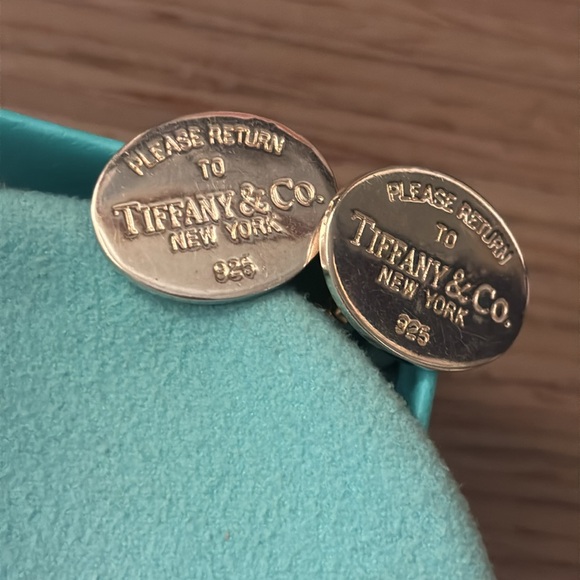 PLEASE RETURN
TO
TIFFANY & CO.
NEW YORK
925
PLEASE RETURN
TO
TIFFANY & CO.
NEW YORK
925